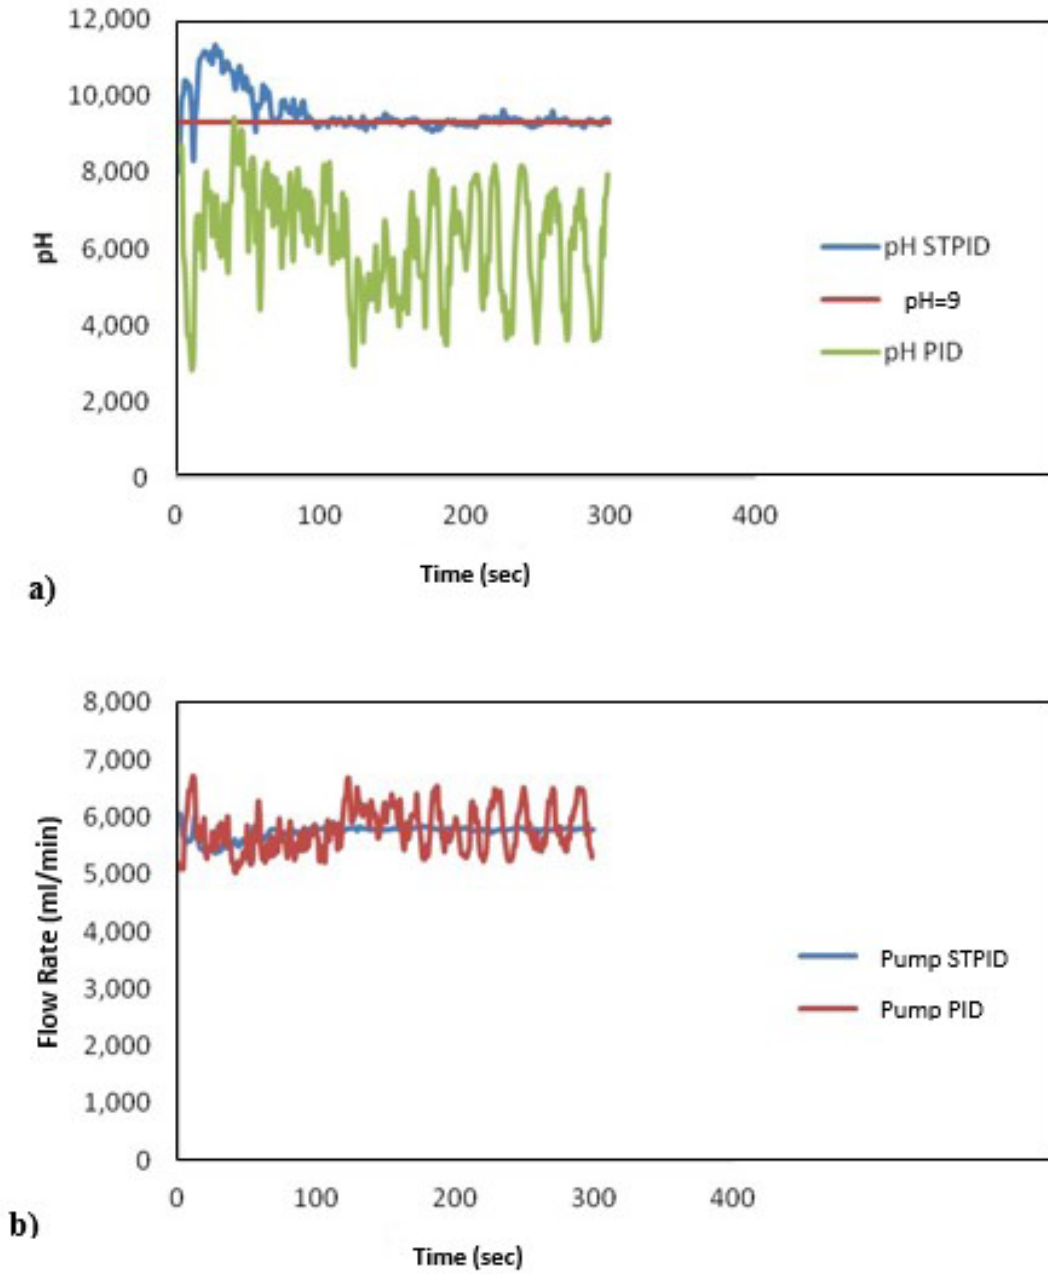 12,000
10,000
8,000
6,000
4,000
2,000
0
pH
0 100 200 300 400
Time (sec)
pH STPID
pH=9
pH PID
a)
8,000
7,000
6,000
5,000
4,000
3,000
2,000
1,000
0
Flow Rate (ml/min)
0 100 200 300 400
Time (sec)
Pump STPID
Pump PID
b)